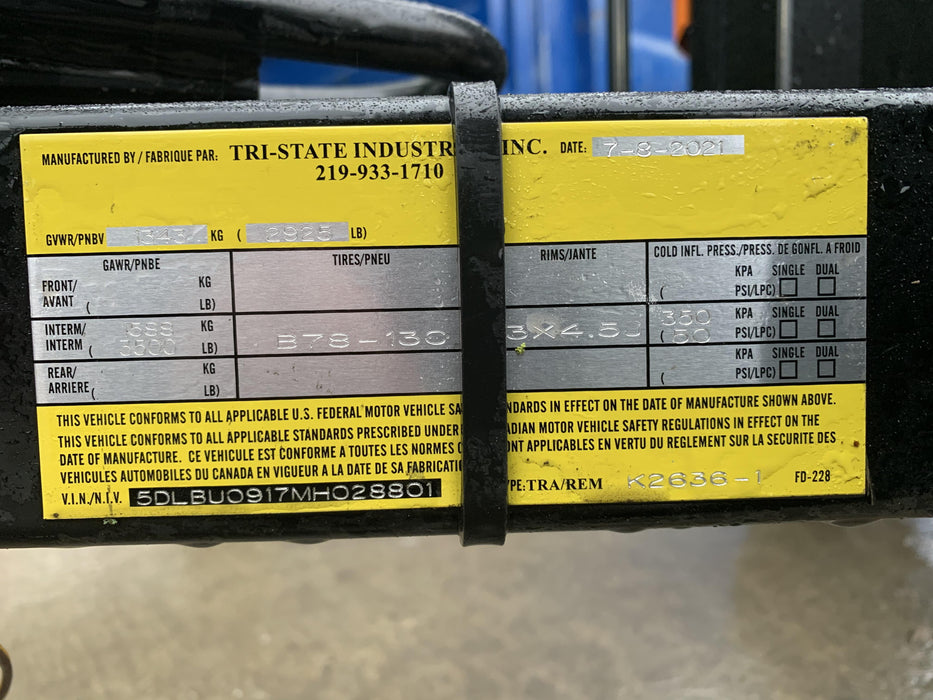 MANUFACTURED BY / FABRIQUE PAR: TRI-STATE INDUSTR INC. DATE: 7-8-2021
219-933-1710
GVWR/PNBV 1343 KG ( 2925 LB)
GAWR/PNBE TIRES/PNEU RIMS/JANTE COLD INFL. PRESS./PRESS. DE GONFL. A FROID
FRONT/ KG KPA SINGLE DUAL
AVANT ( LB) ( PSI/LPC)
INTERM/ 1588 KG B78-13C 3X4.50 350 KPA SINGLE DUAL
INTERM ( 3500 LB) ( 50 PSI/LPC)
REAR/ KG KPA SINGLE DUAL
ARRIERE ( LB) ( PSI/LPC)
THIS VEHICLE CONFORMS TO ALL APPLICABLE U.S. FEDERAL MOTOR VEHICLE SA NDARDS IN EFFECT ON THE DATE OF MANUFACTURE SHOWN ABOVE.
THIS VEHICLE CONFORMS TO ALL APPLICABLE STANDARDS PRESCRIBED UNDER ADIAN MOTOR VEHICLE SAFETY REGULATIONS IN EFFECT ON THE
DATE OF MANUFACTURE. CE VEHICULE EST CONFORME A TOUTES LES NORMES NT APPLICABLES EN VERTU DU REGLEMENT SUR LA SECURITE DES
VEHICULES AUTOMOBILES DU CANADA EN VIGUEUR A LA DATE DE SA FABRICATI
V.I.N./N.I.V. 5DLBU0917MH028801 PE: TRA/REM K2636-1 FD-228